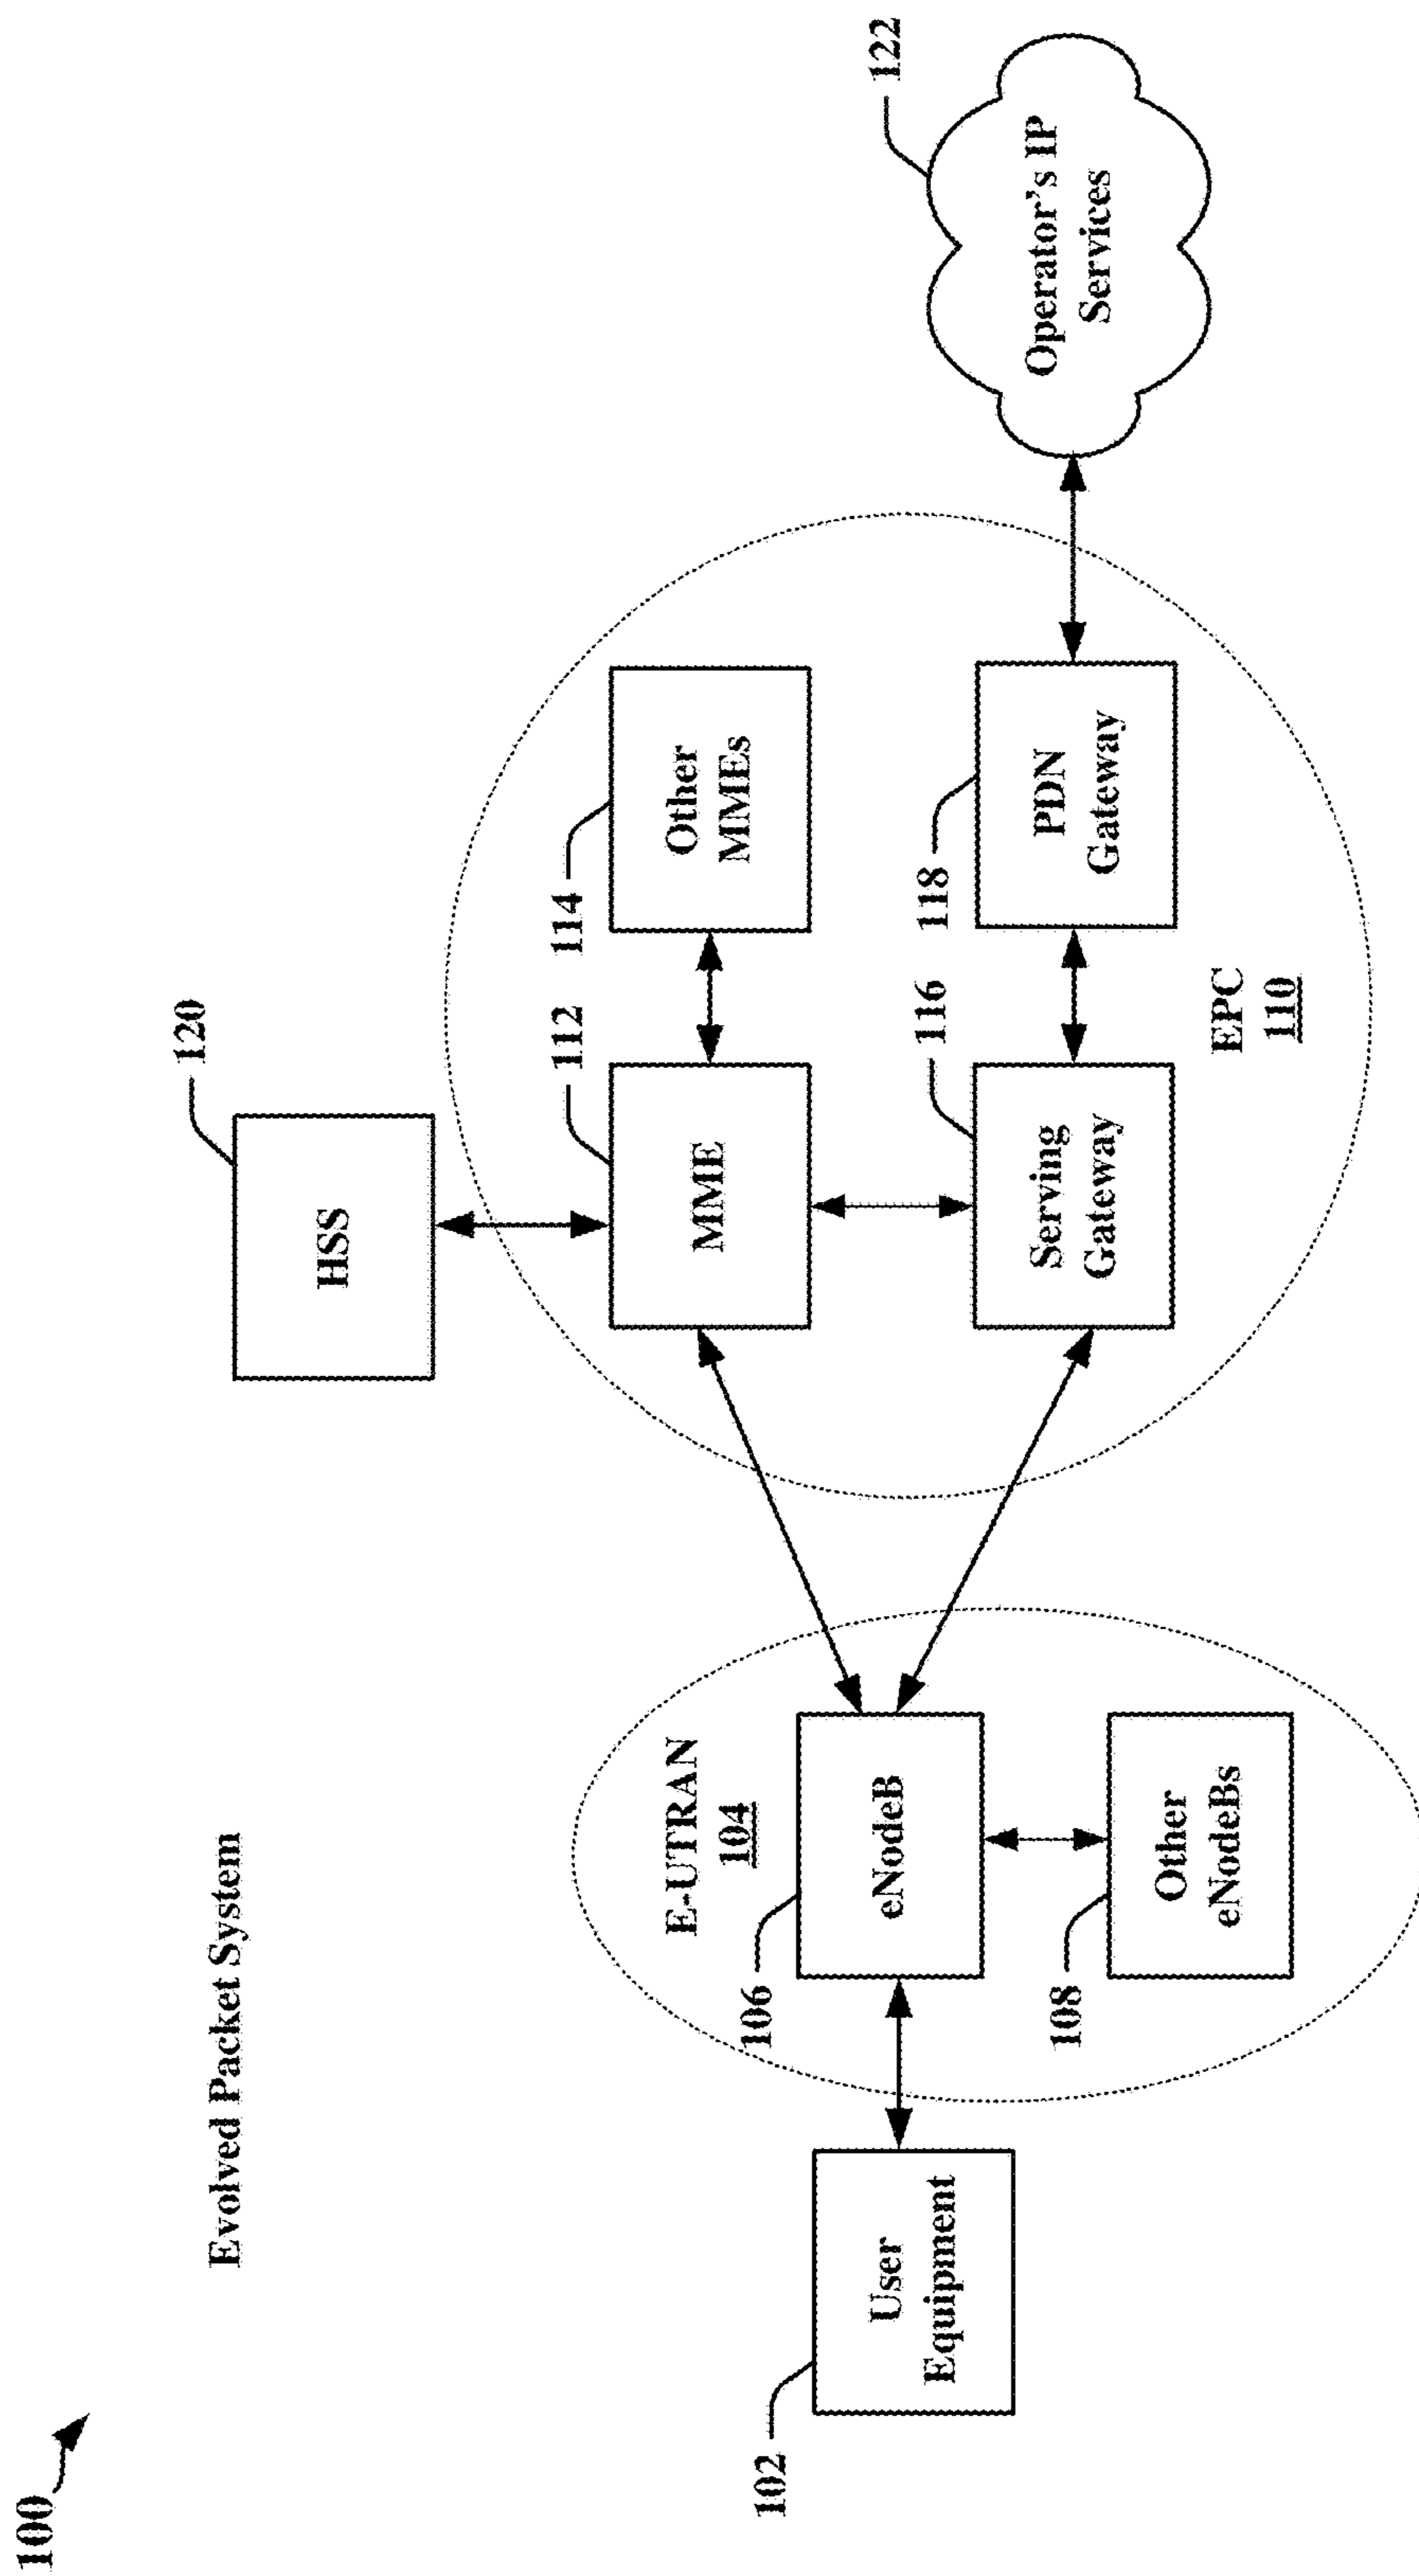 100
Evolved Packet System
120
HSS
E-UTRAN
104
112
MME
114
Other
MMEs
102
User
Equipment
106
eNodeB
108
Other
eNodeBs
116
Serving
Gateway
118
PDN
Gateway
EPC
110
122
Operator's IP
Services